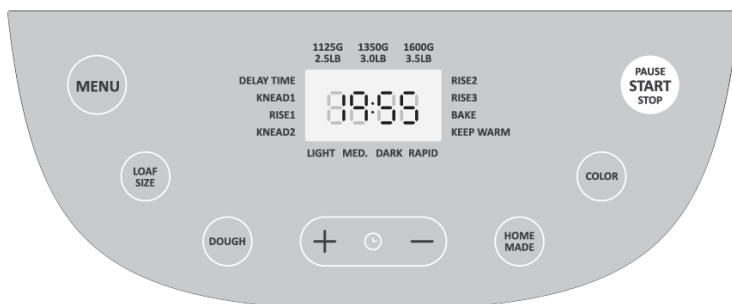 1125G 1350G 1600G
2.5LB 3.0LB 3.5LB
MENU
DELAY TIME
KNEAD1
RISE1
KNEAD2
19:55
RISE2
RISE3
BAKE
KEEP WARM
LIGHT MED. DARK RAPID
PAUSE
START
STOP
LOAF
SIZE
COLOR
DOUGH
+ −
HOME
MADE